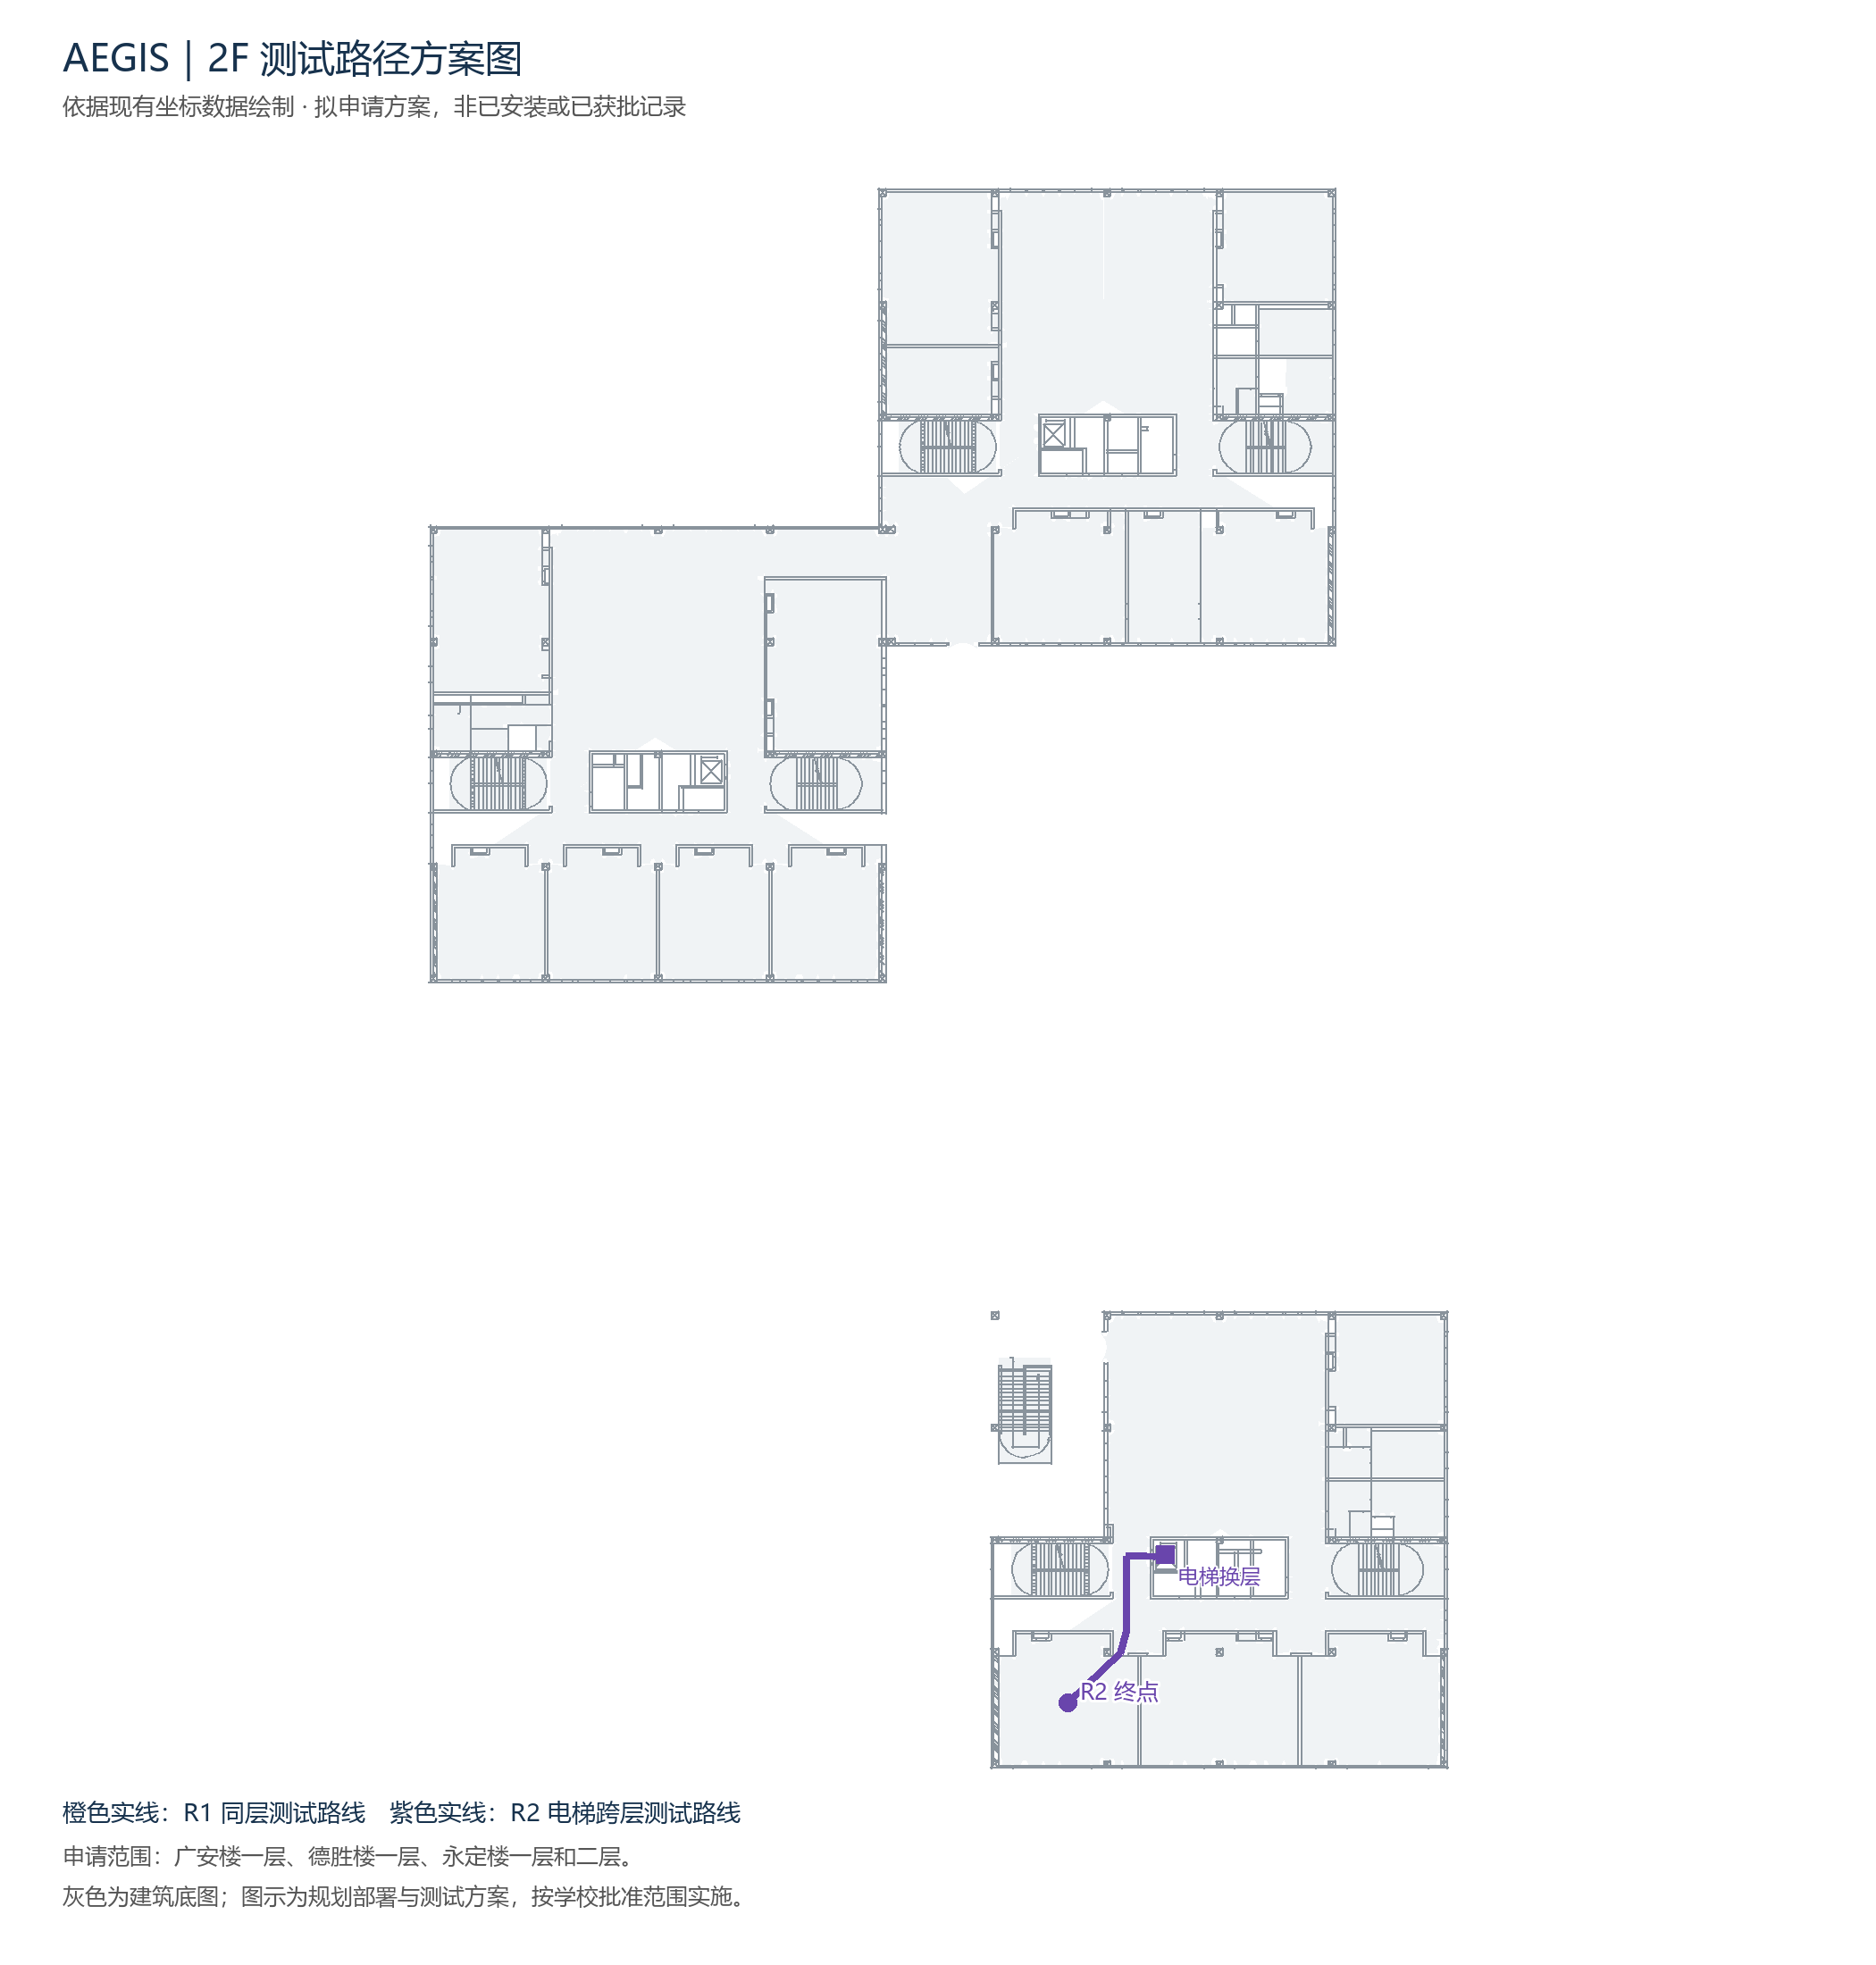 AEGIS｜2F 测试路径方案图
依据现有坐标数据绘制 · 拟申请方案，非已安装或已获批记录
电梯换层
R2 终点
橙色实线：R1 同层测试路线　紫色实线：R2 电梯跨层测试路线
申请范围：广安楼一层、德胜楼一层、永定楼一层和二层。
灰色为建筑底图；图示为规划部署与测试方案，按学校批准范围实施。